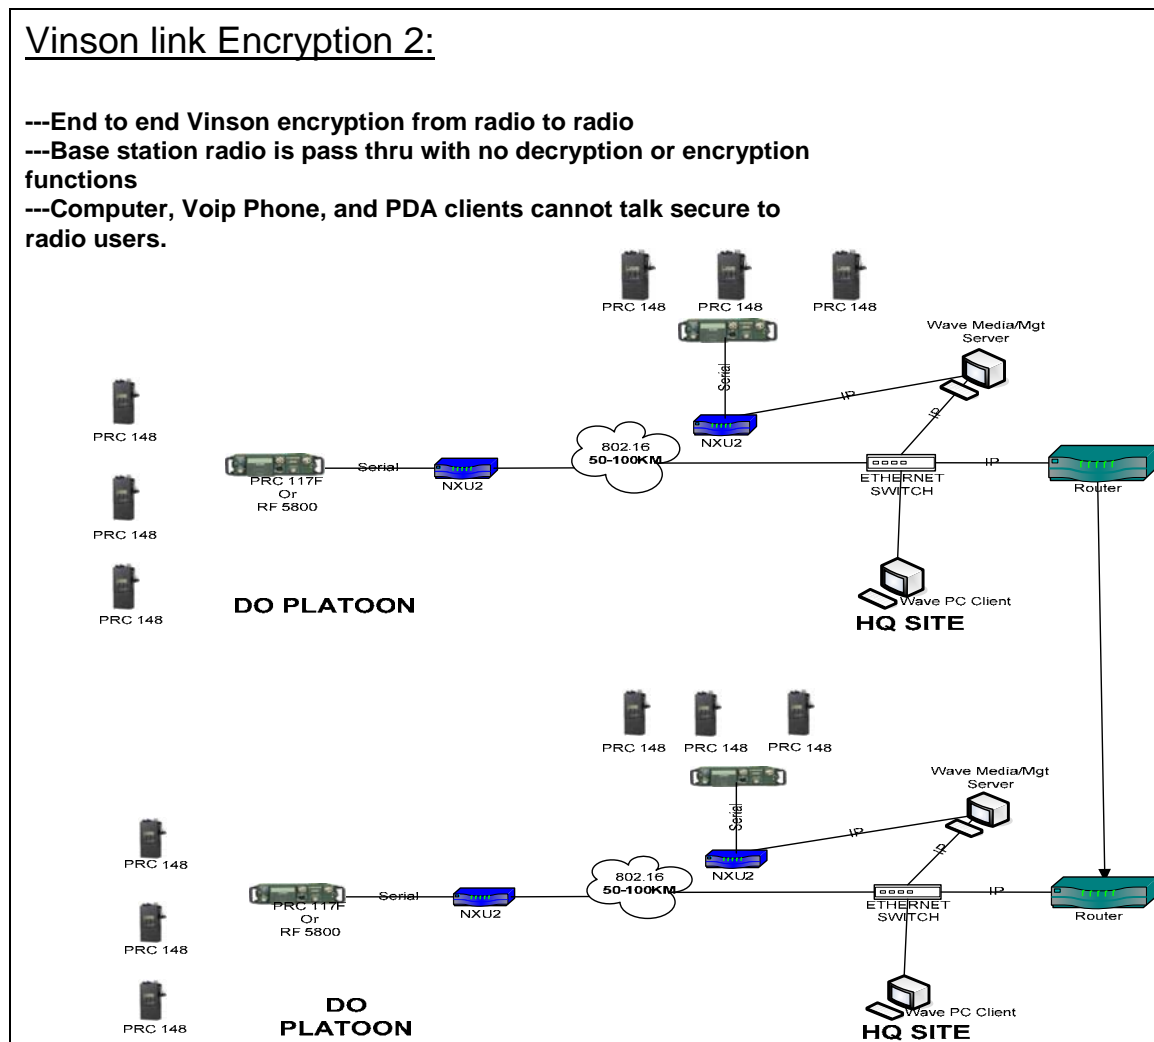 Vinson link Encryption 2:
---End to end Vinson encryption from radio to radio
---Base station radio is pass thru with no decryption or encryption
functions
---Computer, Voip Phone, and PDA clients cannot talk secure to
radio users.
PRC 148
PRC 148
PRC 148
Wave Media/Mgt
Server
Serial
IP
IP
PRC 148
NXU2
802.16
50-100KM
PRC 117F
Or
RF 5800
Serial
NXU2
ETHERNET
SWITCH
IP
Router
PRC 148
PRC 148
DO PLATOON
Wave PC Client
HQ SITE
PRC 148
PRC 148
PRC 148
Wave Media/Mgt
Server
Serial
IP
IP
PRC 148
NXU2
802.16
50-100KM
PRC 117F
Or
RF 5800
Serial
NXU2
ETHERNET
SWITCH
IP
Router
PRC 148
PRC 148
DO
PLATOON
Wave PC Client
HQ SITE